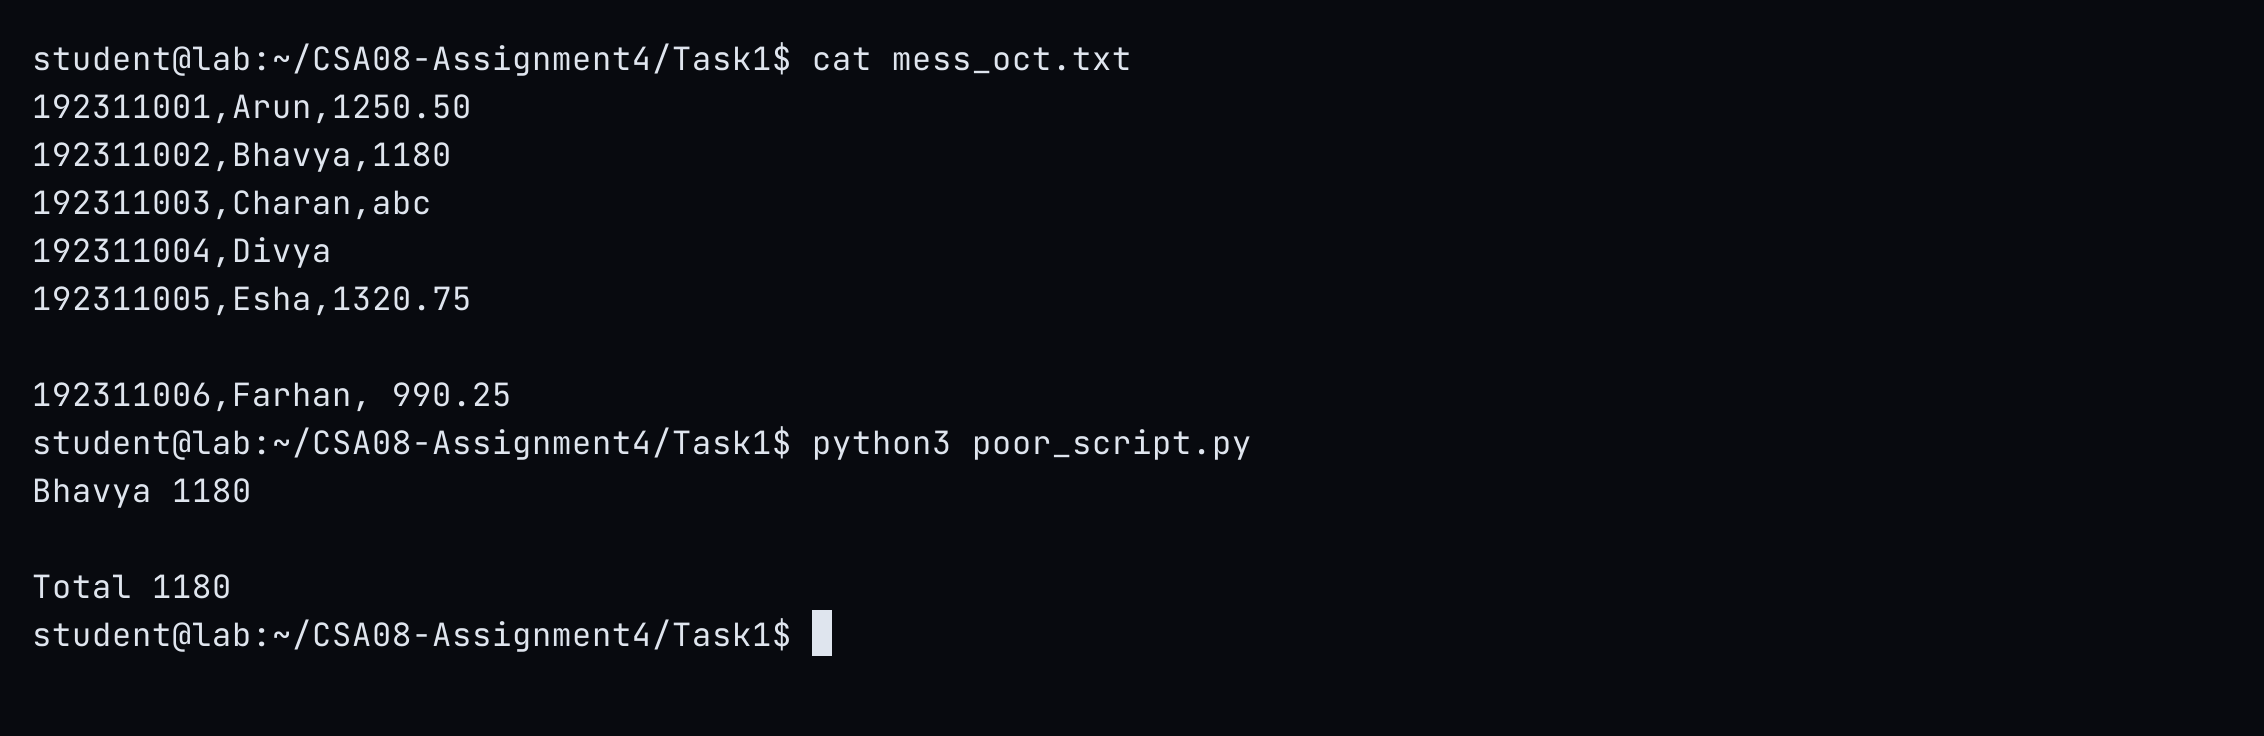 student@lab:~/CSA08-Assignment4/Task1$ cat mess_oct.txt
192311001,Arun,1250.50
192311002,Bhavya,1180
192311003,Charan,abc
192311004,Divya
192311005,Esha,1320.75

192311006,Farhan, 990.25
student@lab:~/CSA08-Assignment4/Task1$ python3 poor_script.py
Bhavya 1180

Total 1180
student@lab:~/CSA08-Assignment4/Task1$